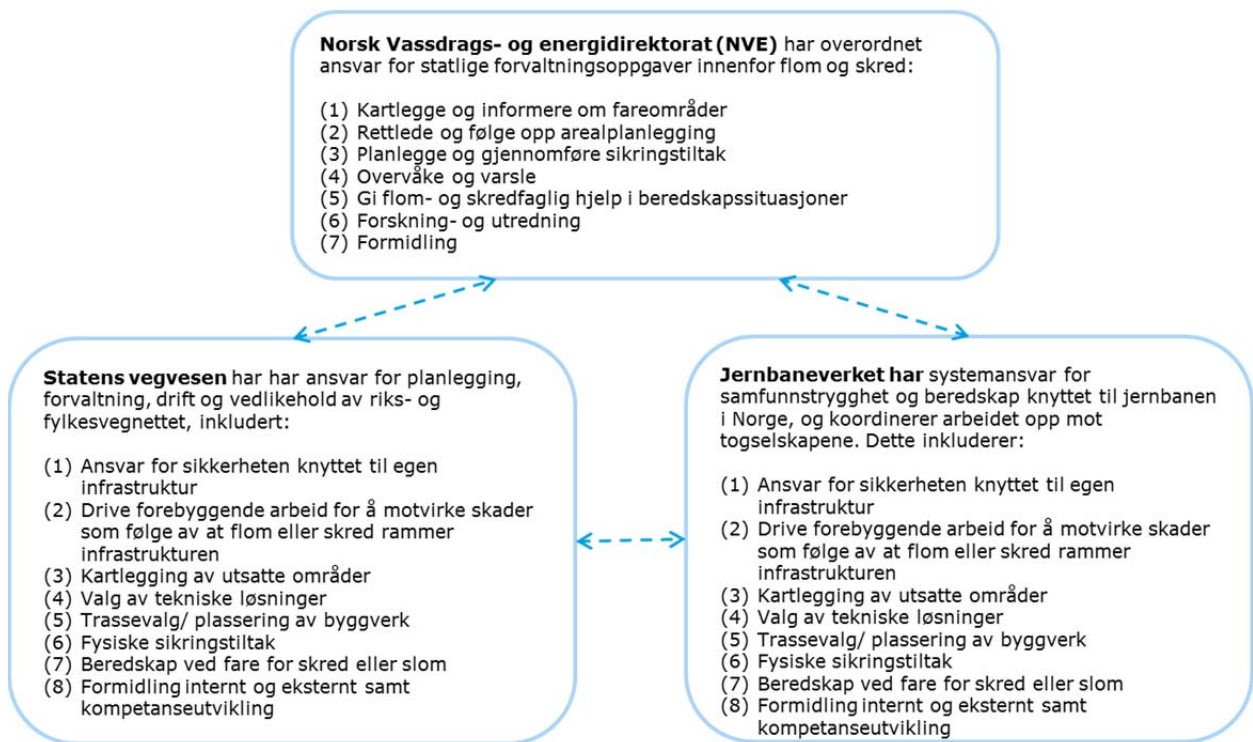 Norsk Vassdrags- og energidirektorat (NVE) har overordnet
ansvar for statlige forvaltningsoppgaver innenfor flom og skred:
(1) Kartlegge og informere om fareområder
(2) Rettlede og følge opp arealplanlegging
(3) Planlegge og gjennomføre sikringstiltak
(4) Overvåke og varsle
(5) Gi flom- og skredfaglig hjelp i beredskapssituasjoner
(6) Forskning- og utredning
(7) Formidling
Statens vegvesen har har ansvar for planlegging,
forvaltning, drift og vedlikehold av riks- og
fylkesvegnettet, inkludert:
(1) Ansvar for sikkerheten knyttet til egen
infrastruktur
(2) Drive forebyggende arbeid for å motvirke skader
som følge av at flom eller skred rammer
infrastrukturen
(3) Kartlegging av utsatte områder
(4) Valg av tekniske løsninger
(5) Trassevalg/ plassering av byggverk
(6) Fysiske sikringstiltak
(7) Beredskap ved fare for skred eller slom
(8) Formidling internt og eksternt samt
kompetanseutvikling
Jernbaneverket har systemansvar for
samfunnstrygghet og beredskap knyttet til jernbanen
i Norge, og koordinerer arbeidet opp mot
togselskapene. Dette inkluderer:
(1) Ansvar for sikkerheten knyttet til egen
infrastruktur
(2) Drive forebyggende arbeid for å motvirke skader
som følge av at flom eller skred rammer
infrastrukturen
(3) Kartlegging av utsatte områder
(4) Valg av tekniske løsninger
(5) Trassevalg/ plassering av byggverk
(6) Fysiske sikringstiltak
(7) Beredskap ved fare for skred eller slom
(8) Formidling internt og eksternt samt
kompetanseutvikling